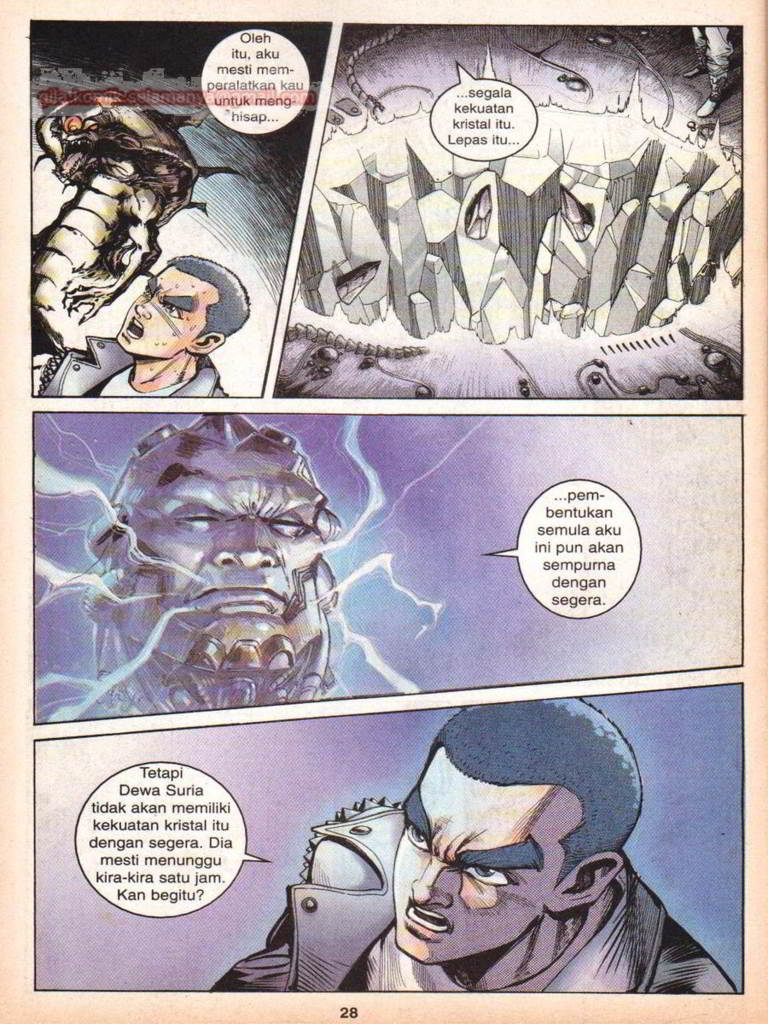 Oleh
itu, aku
mesti mem-
peralatkan kau
untuk meng-
hisap...
...segala
kekuatan
kristal itu.
Lepas itu...
...pem-
bentukan
semula aku
ini pun akan
sempurna
dengan
segera.
Tetapi
Dewa Suria
tidak akan memiliki
kekuatan kristal itu
dengan segera. Dia
mesti menunggu
kira-kira satu jam.
Kan begitu?
28